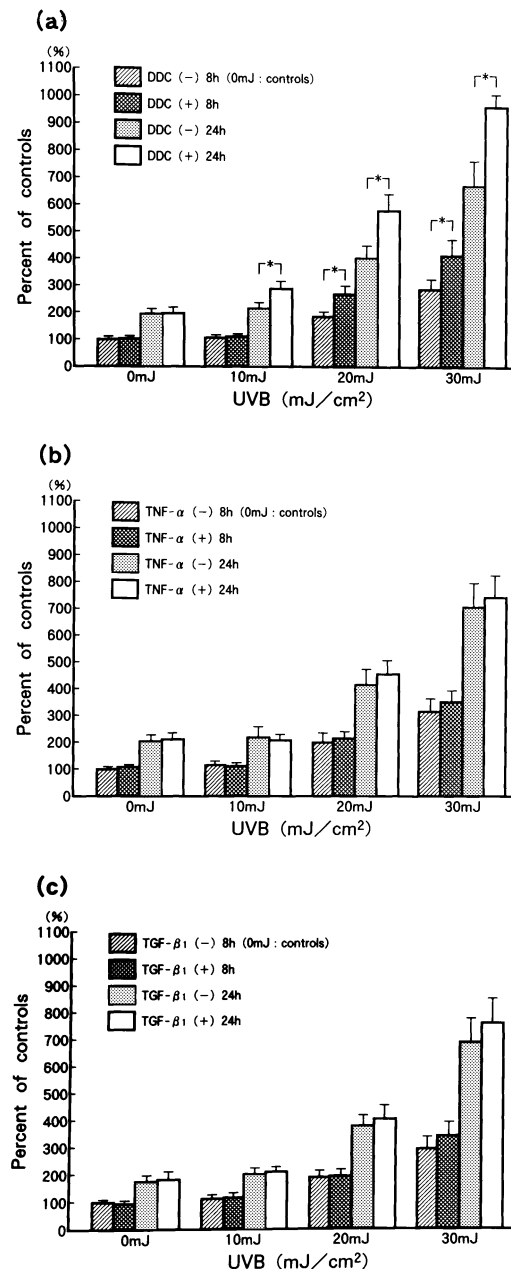 (a)
(%)
1100
1000
900
800
700
600
500
400
300
200
100
0
Percent of controls
DDC (−) 8h (0mJ : controls)
DDC (+) 8h
DDC (−) 24h
DDC (+) 24h
*
*
*
*
*
0mJ 10mJ 20mJ 30mJ
UVB (mJ/cm²)
(b)
(%)
1100
1000
900
800
700
600
500
400
300
200
100
0
Percent of controls
TNF-α (−) 8h (0mJ : controls)
TNF-α (+) 8h
TNF-α (−) 24h
TNF-α (+) 24h
0mJ 10mJ 20mJ 30mJ
UVB (mJ/cm²)
(c)
(%)
1100
1000
900
800
700
600
500
400
300
200
100
0
Percent of controls
TGF-β₁ (−) 8h (0mJ : controls)
TGF-β₁ (+) 8h
TGF-β₁ (−) 24h
TGF-β₁ (+) 24h
0mJ 10mJ 20mJ 30mJ
UVB (mJ/cm²)